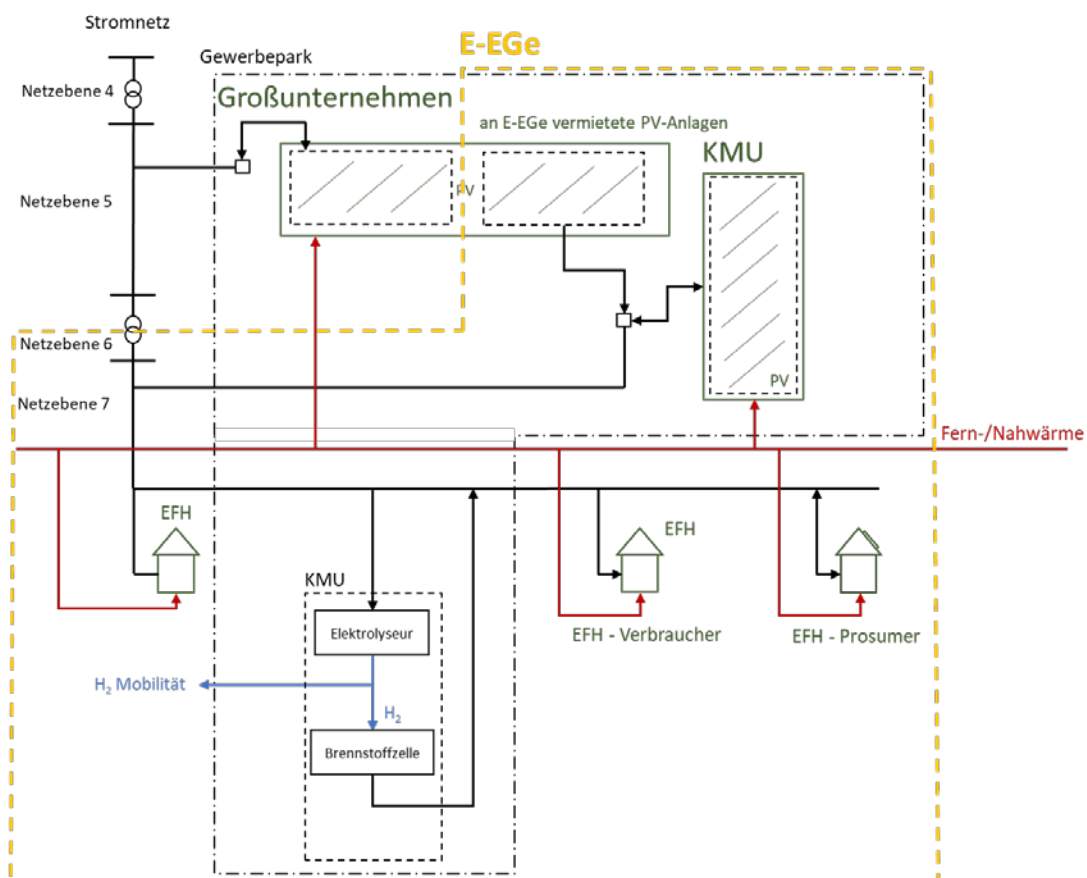 Stromnetz
E-EGe
Gewerbepark
Netzebene 4
Großunternehmen
an E-EGe vermietete PV-Anlagen
KMU
PV
Netzebene 5
Netzebene 6
PV
Netzebene 7
Fern-/Nahwärme
EFH
EFH
KMU
Elektrolyseur
EFH - Verbraucher
EFH - Prosumer
H₂ Mobilität
H₂
Brennstoffzelle